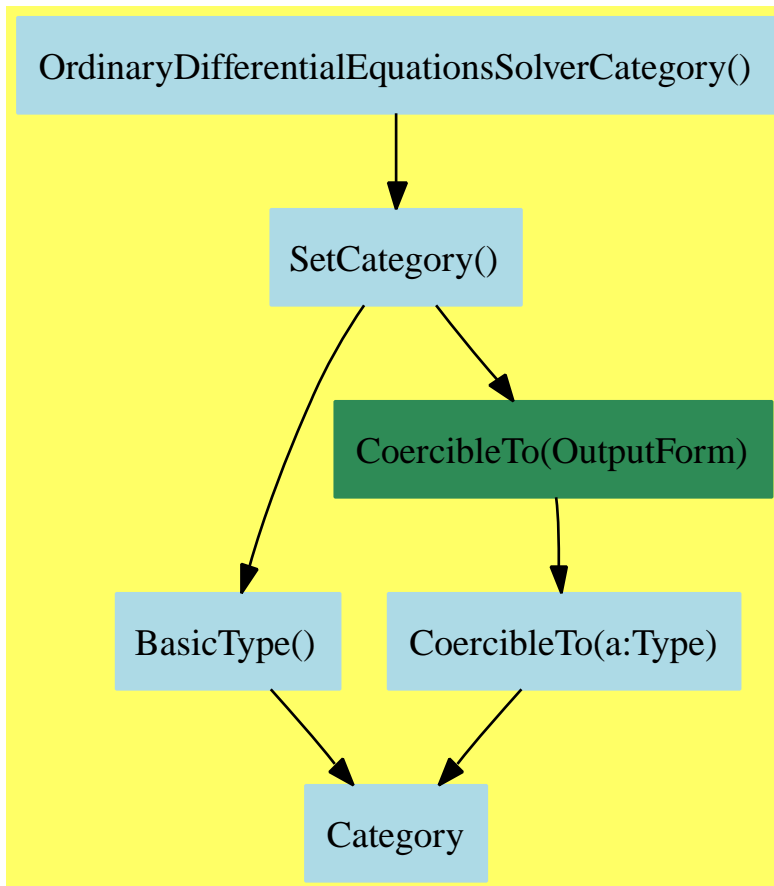 OrdinaryDifferentialEquationsSolverCategory()
SetCategory()
CoercibleTo(OutputForm)
BasicType()
CoercibleTo(a:Type)
Category